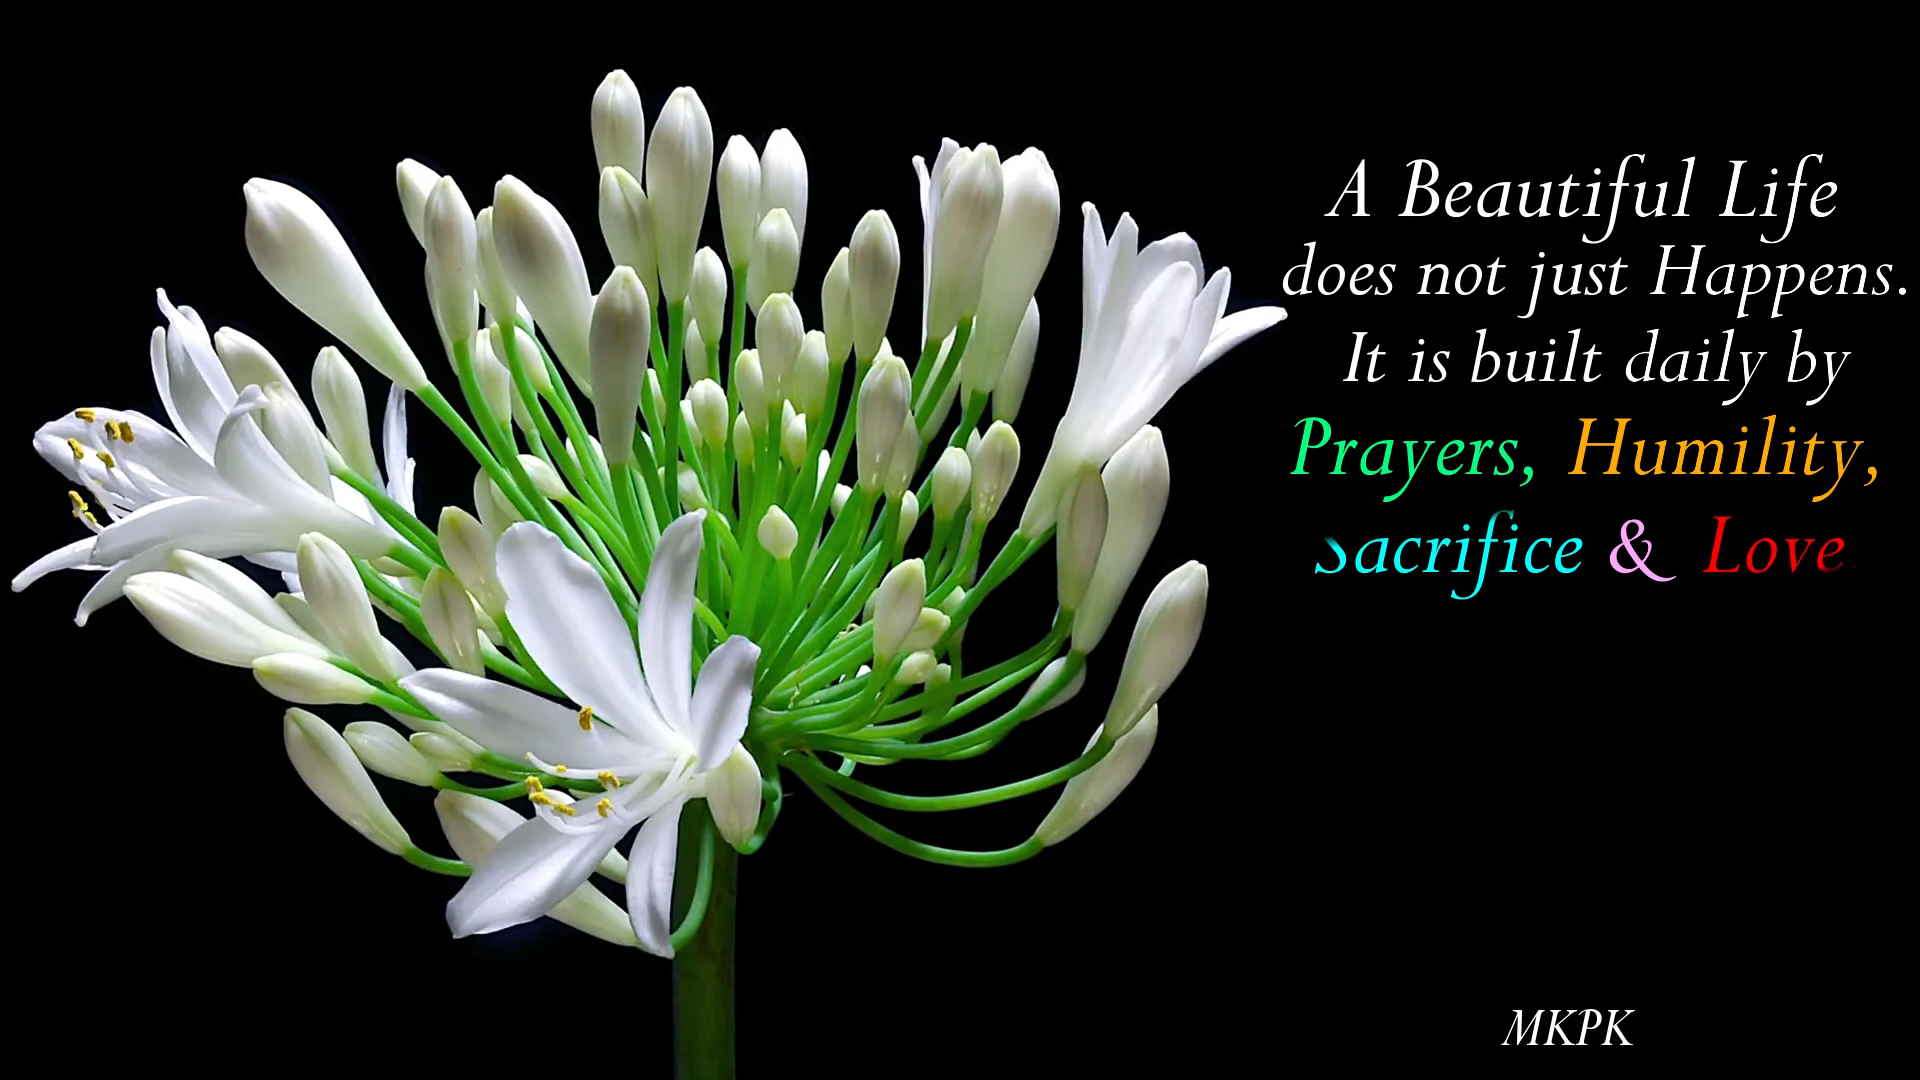 A Beautiful Life
does not just Happens.
It is built daily by
Prayers, Humility,
Sacrifice & Love.
MKPK